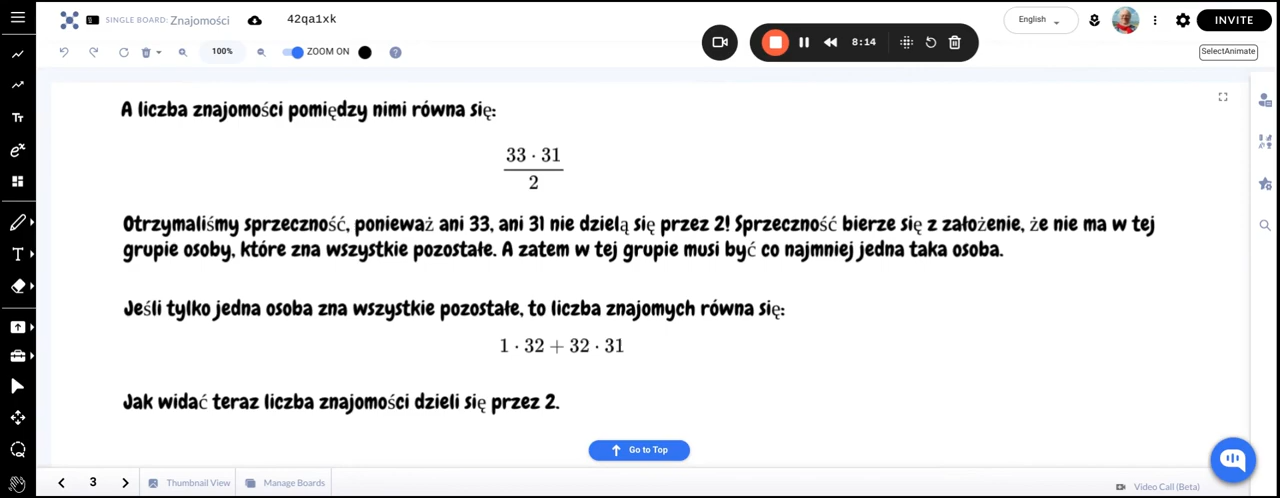 SINGLE BOARD: Znajomości
42qa1xk
English
INVITE
100%
ZOOM ON
?
8:14
SelectAnimate
A liczba znajomości pomiędzy nimi równa się:
33 · 31
2
Otrzymaliśmy sprzeczność, ponieważ ani 33, ani 31 nie dzielą się przez 2! Sprzeczność bierze się z założenie, że nie ma w tej
grupie osoby, które zna wszystkie pozostałe. A zatem w tej grupie musi być co najmniej jedna taka osoba.
Jeśli tylko jedna osoba zna wszystkie pozostałe, to liczba znajomych równa się:
1 · 32 + 32 · 31
Jak widać teraz liczba znajomości dzieli się przez 2.
Go to Top
3
Thumbnail View
Manage Boards
Video Call (Beta)